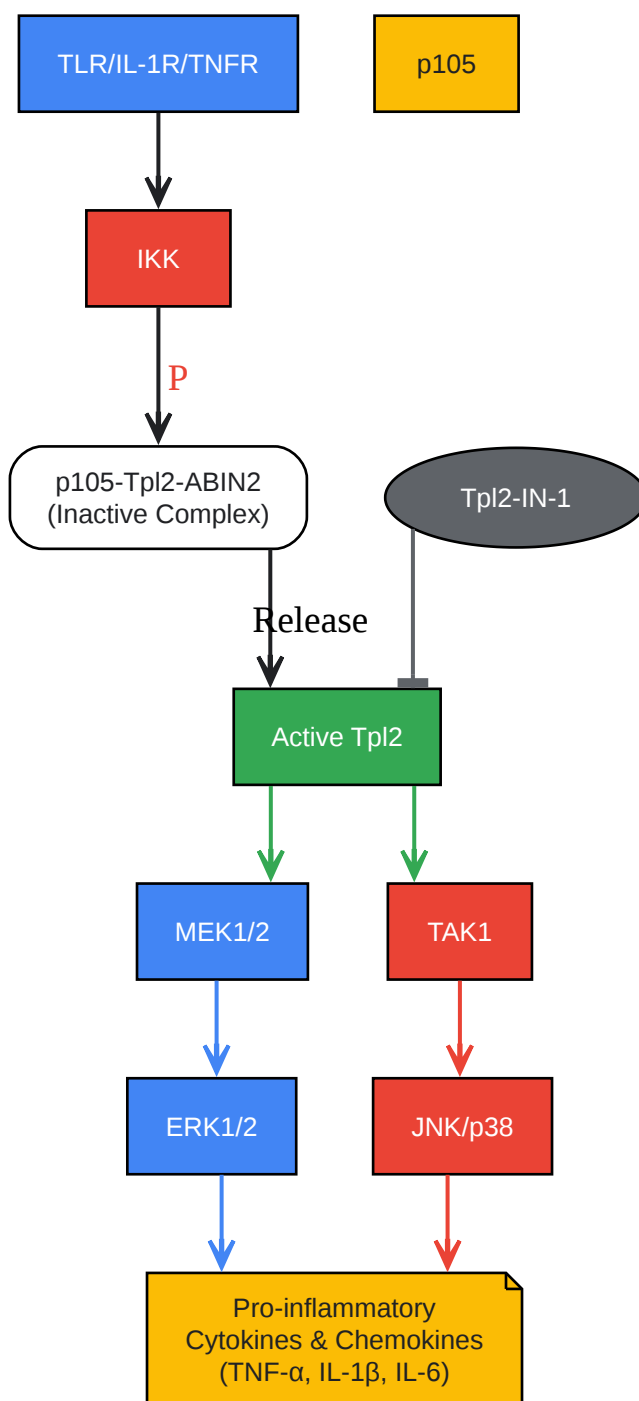 TLR/IL-1R/TNFR
p105
IKK
P
p105-Tpl2-ABIN2
(Inactive Complex)
Tpl2-IN-1
Release
Active Tpl2
MEK1/2
TAK1
ERK1/2
JNK/p38
Pro-inflammatory
Cytokines & Chemokines
(TNF-α, IL-1β, IL-6)